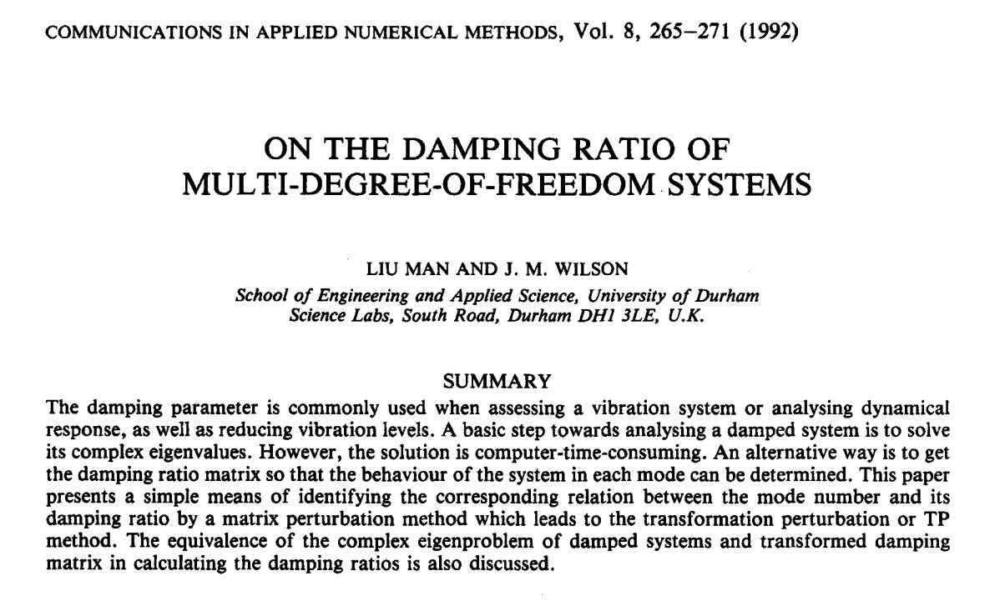 COMMUNICATIONS IN APPLIED NUMERICAL METHODS, Vol. 8, 265–271 (1992)
ON THE DAMPING RATIO OF
MULTI-DEGREE-OF-FREEDOM SYSTEMS
LIU MAN AND J. M. WILSON
School of Engineering and Applied Science, University of Durham
Science Labs, South Road, Durham DH1 3LE, U.K.
SUMMARY
The damping parameter is commonly used when assessing a vibration system or analysing dynamical
response, as well as reducing vibration levels. A basic step towards analysing a damped system is to solve
its complex eigenvalues. However, the solution is computer-time-consuming. An alternative way is to get
the damping ratio matrix so that the behaviour of the system in each mode can be determined. This paper
presents a simple means of identifying the corresponding relation between the mode number and its
damping ratio by a matrix perturbation method which leads to the transformation perturbation or TP
method. The equivalence of the complex eigenproblem of damped systems and transformed damping
matrix in calculating the damping ratios is also discussed.